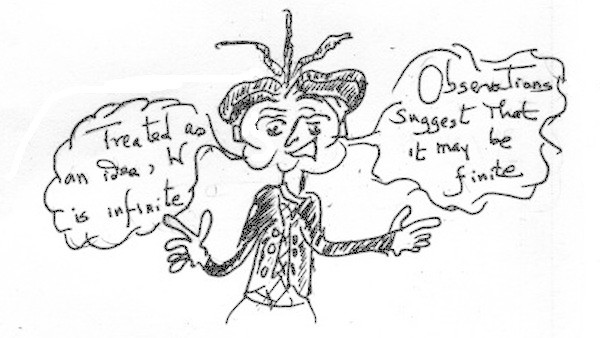 Treated as
an idea, it
is infinite
Observations
suggest that
it may be
finite